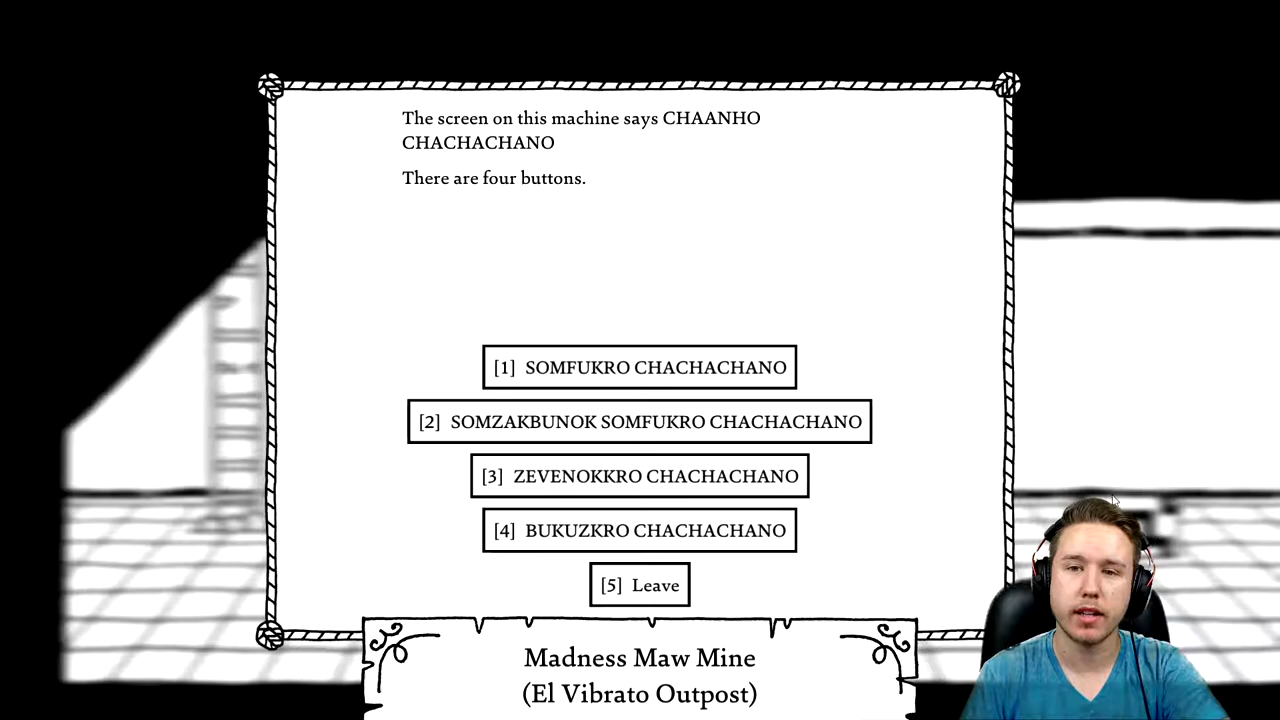 The screen on this machine says CHAANHO
CHACHACHANO
There are four buttons.
[1] SOMFUKRO CHACHACHANO
[2] SOMZAKBUNOK SOMFUKRO CHACHACHANO
[3] ZEVENOKKRO CHACHACHANO
[4] BUKUZKRO CHACHACHANO
[5] Leave
Madness Maw Mine
(El Vibrato Outpost)